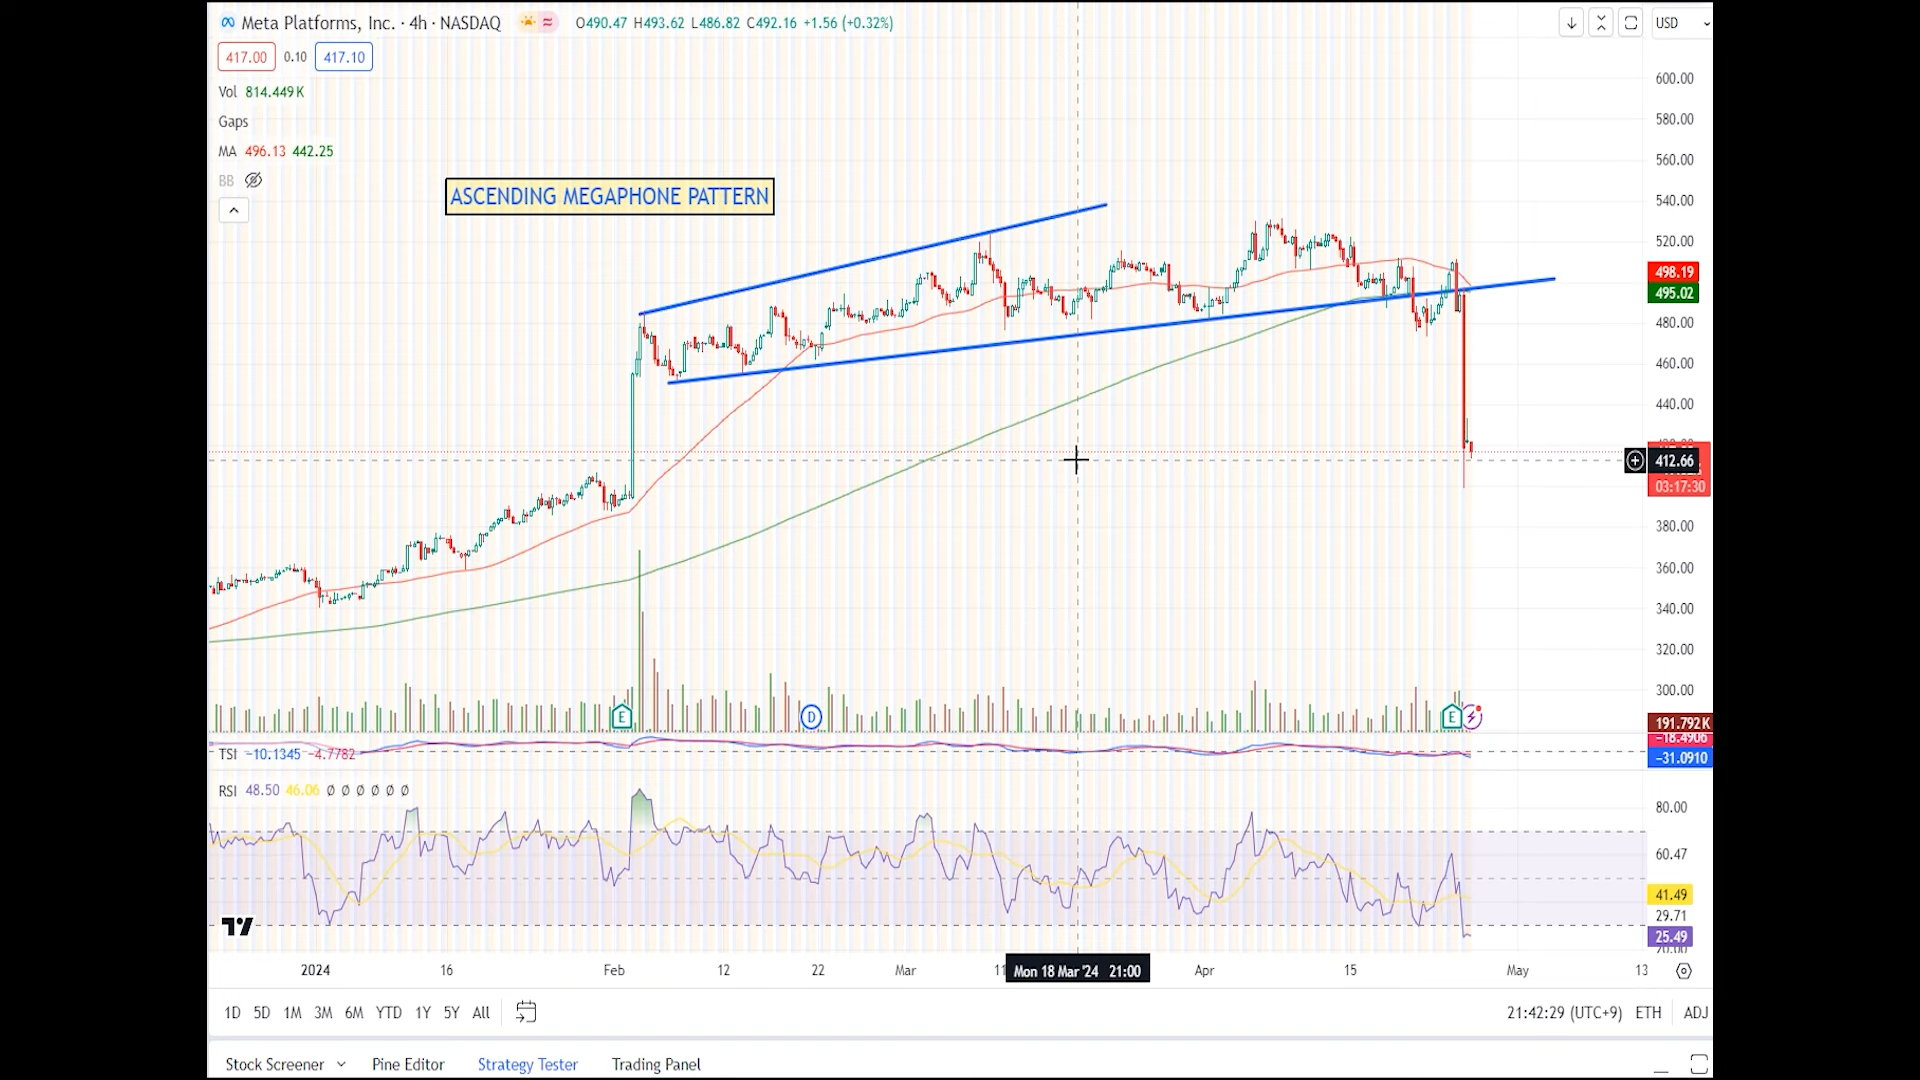 Meta Platforms, Inc. · 4h · NASDAQ O490.47 H493.62 L486.82 C492.16 +1.56 (+0.32%) USD
417.00 0.10 417.10
Vol 814.449K
Gaps
MA 496.13 442.25
BB
ASCENDING MEGAPHONE PATTERN
600.00
580.00
560.00
540.00
520.00
498.19
495.02
480.00
460.00
440.00
412.66
03:17:30
380.00
360.00
340.00
320.00
300.00
E D E
191.792K
−18.4906
TSI −10.1345 −4.7782
−31.0910
RSI 48.50 46.06 Ø Ø Ø Ø Ø Ø
80.00
60.47
41.49
29.71
25.49
20.00
2024 16 Feb 12 22 Mar 11 Mon 18 Mar '24 21:00 Apr 15 May 13
1D 5D 1M 3M 6M YTD 1Y 5Y All 21:42:29 (UTC+9) ETH ADJ
Stock Screener Pine Editor Strategy Tester Trading Panel